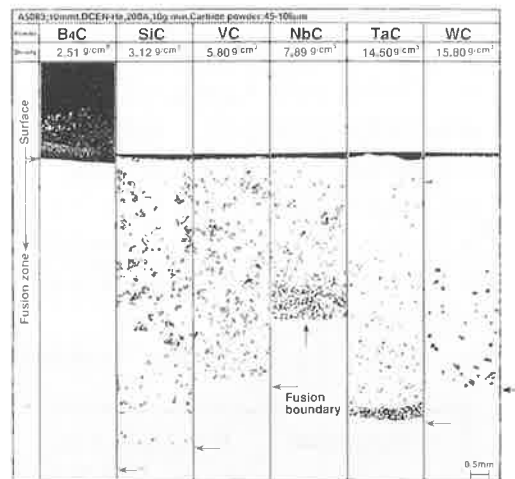 A5083,10mmt,DCEN-He,200A,10g/min,Carbide powder:45-106μm
Powder B4C SiC VC NbC TaC WC
Density 2.51 g·cm³ 3.12 g·cm³ 5.80 g·cm³ 7.89 g·cm³ 14.50 g·cm³ 15.80 g·cm³
Surface
Fusion zone
Fusion
boundary
0.5mm